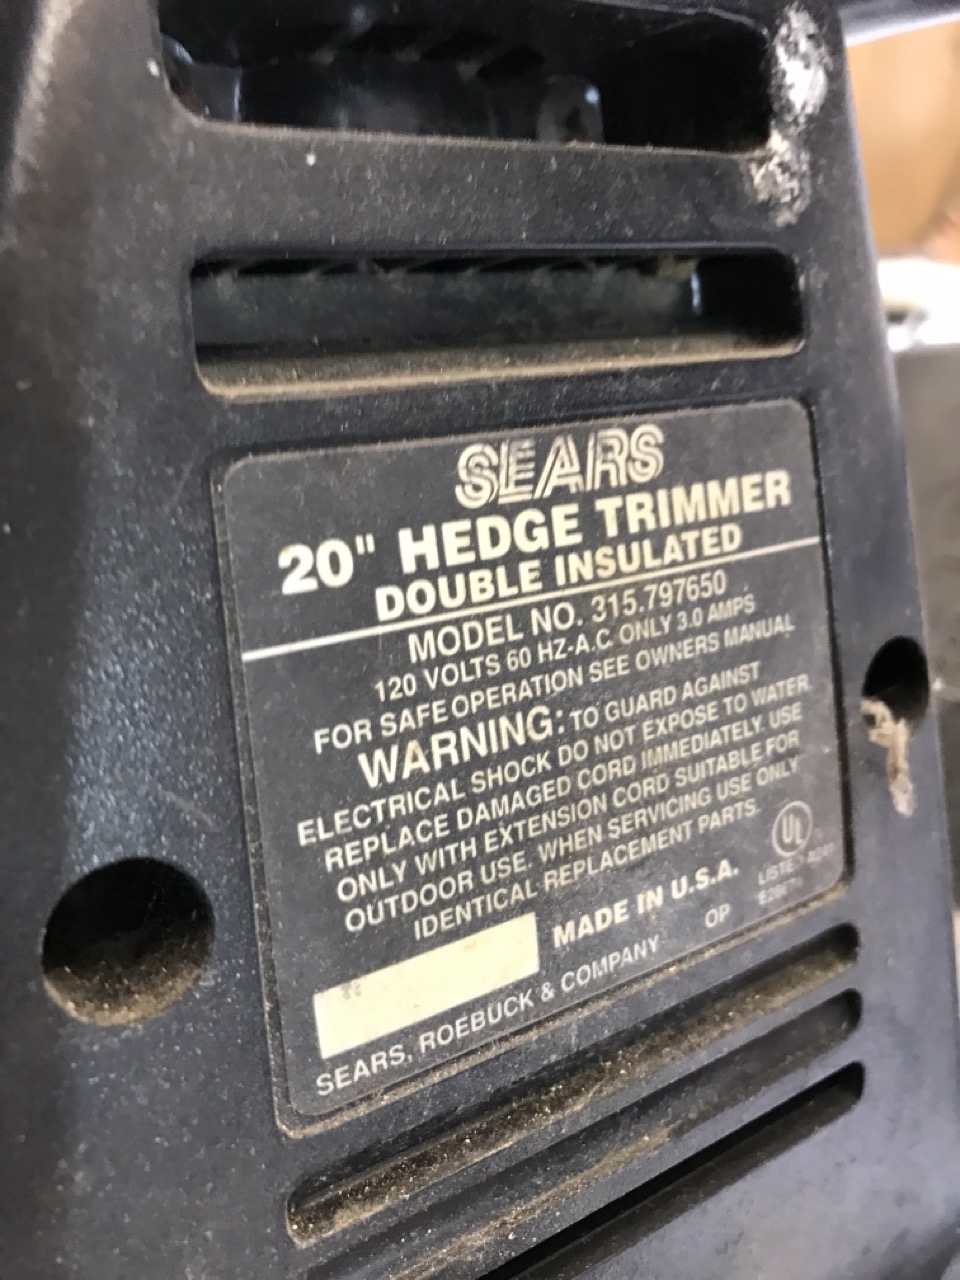 SEARS
20" HEDGE TRIMMER
DOUBLE INSULATED
MODEL NO. 315.797650
120 VOLTS 60 HZ-A.C. ONLY 3.0 AMPS
FOR SAFE OPERATION SEE OWNERS MANUAL
WARNING: TO GUARD AGAINST
ELECTRICAL SHOCK DO NOT EXPOSE TO WATER.
REPLACE DAMAGED CORD IMMEDIATELY. USE
ONLY WITH EXTENSION CORD SUITABLE FOR
OUTDOOR USE. WHEN SERVICING USE ONLY
IDENTICAL REPLACEMENT PARTS.
UL
LISTED
MADE IN U.S.A.
SEARS, ROEBUCK & COMPANY OP